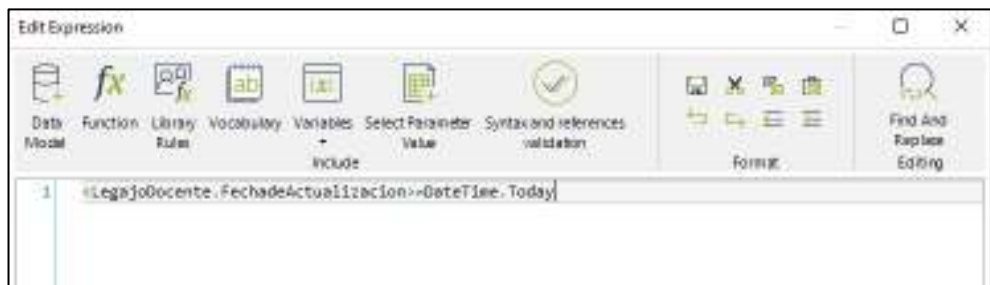 Edit Expression
Data Model
Function
Library Rules
Vocabulary
Variables
Select Parameter Value
Syntax and references validation
Include
Format
Find And Replace
Editing
1 <LegajoDocente.FechadeActualizacion>=DateTime.Today